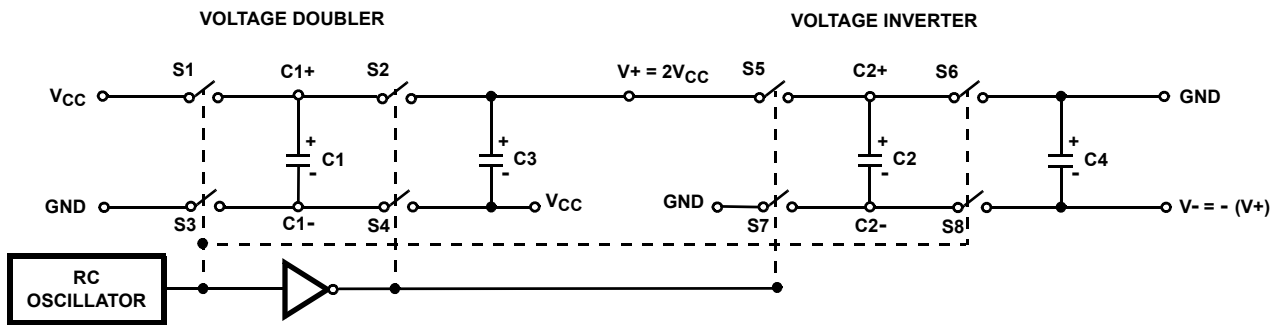 VOLTAGE DOUBLER
VOLTAGE INVERTER
S1 C1+ S2 V+ = 2VCC S5 C2+ S6
VCC GND
+ + + +
C1 C3 C2 C4
- - - -
GND VCC GND V- = - (V+)
S3 C1- S4 S7 C2- S8
RC
OSCILLATOR